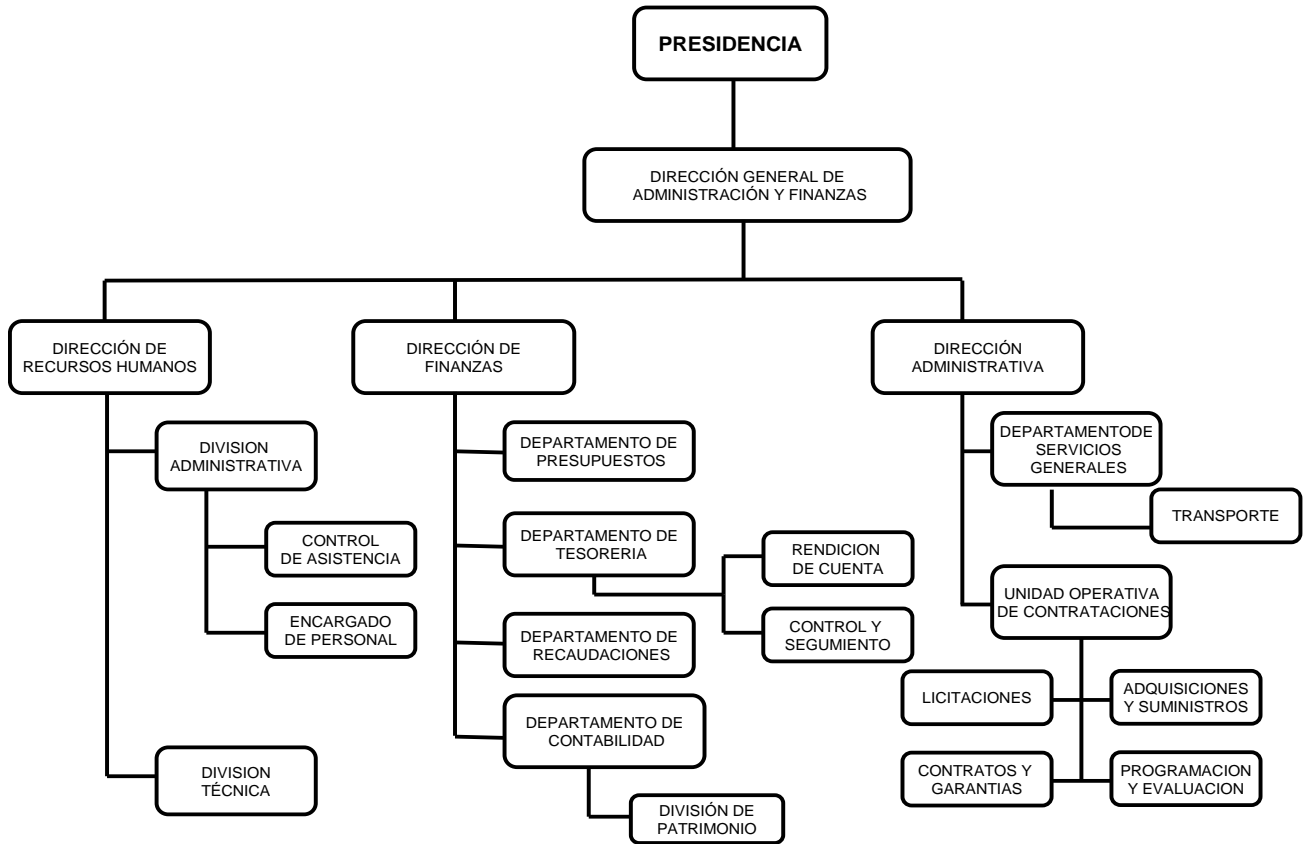 PRESIDENCIA
DIRECCIÓN GENERAL DE
ADMINISTRACIÓN Y FINANZAS
DIRECCIÓN DE
RECURSOS HUMANOS
DIRECCIÓN DE
FINANZAS
DIRECCIÓN
ADMINISTRATIVA
DIVISION
ADMINISTRATIVA
CONTROL
DE ASISTENCIA
ENCARGADO
DE PERSONAL
DIVISION
TÉCNICA
DEPARTAMENTO DE
PRESUPUESTOS
DEPARTAMENTO DE
TESORERIA
RENDICION
DE CUENTA
CONTROL Y
SEGUMIENTO
DEPARTAMENTO DE
RECAUDACIONES
DEPARTAMENTO DE
CONTABILIDAD
DIVISIÓN DE
PATRIMONIO
DEPARTAMENTODE
SERVICIOS
GENERALES
TRANSPORTE
UNIDAD OPERATIVA
DE CONTRATACIONES
LICITACIONES
ADQUISICIONES
Y SUMINISTROS
CONTRATOS Y
GARANTIAS
PROGRAMACION
Y EVALUACION